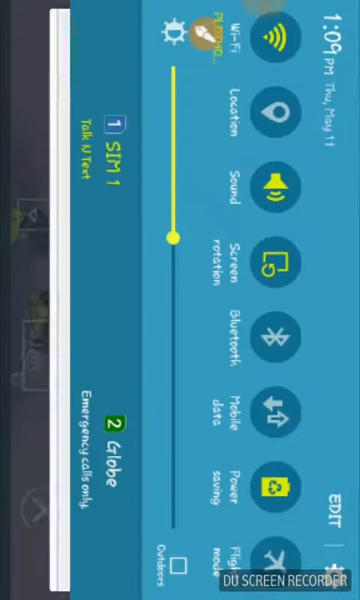 1:09 PM Thu, May 11
EDIT
Wi-Fi
Location
Sound
Screen
rotation
Bluetooth
Mobile
data
Power
saving
Flight
mode
Outdoors
1 SIM 1
Talk N Text
2 Globe
Emergency calls only.
DU SCREEN RECORDER